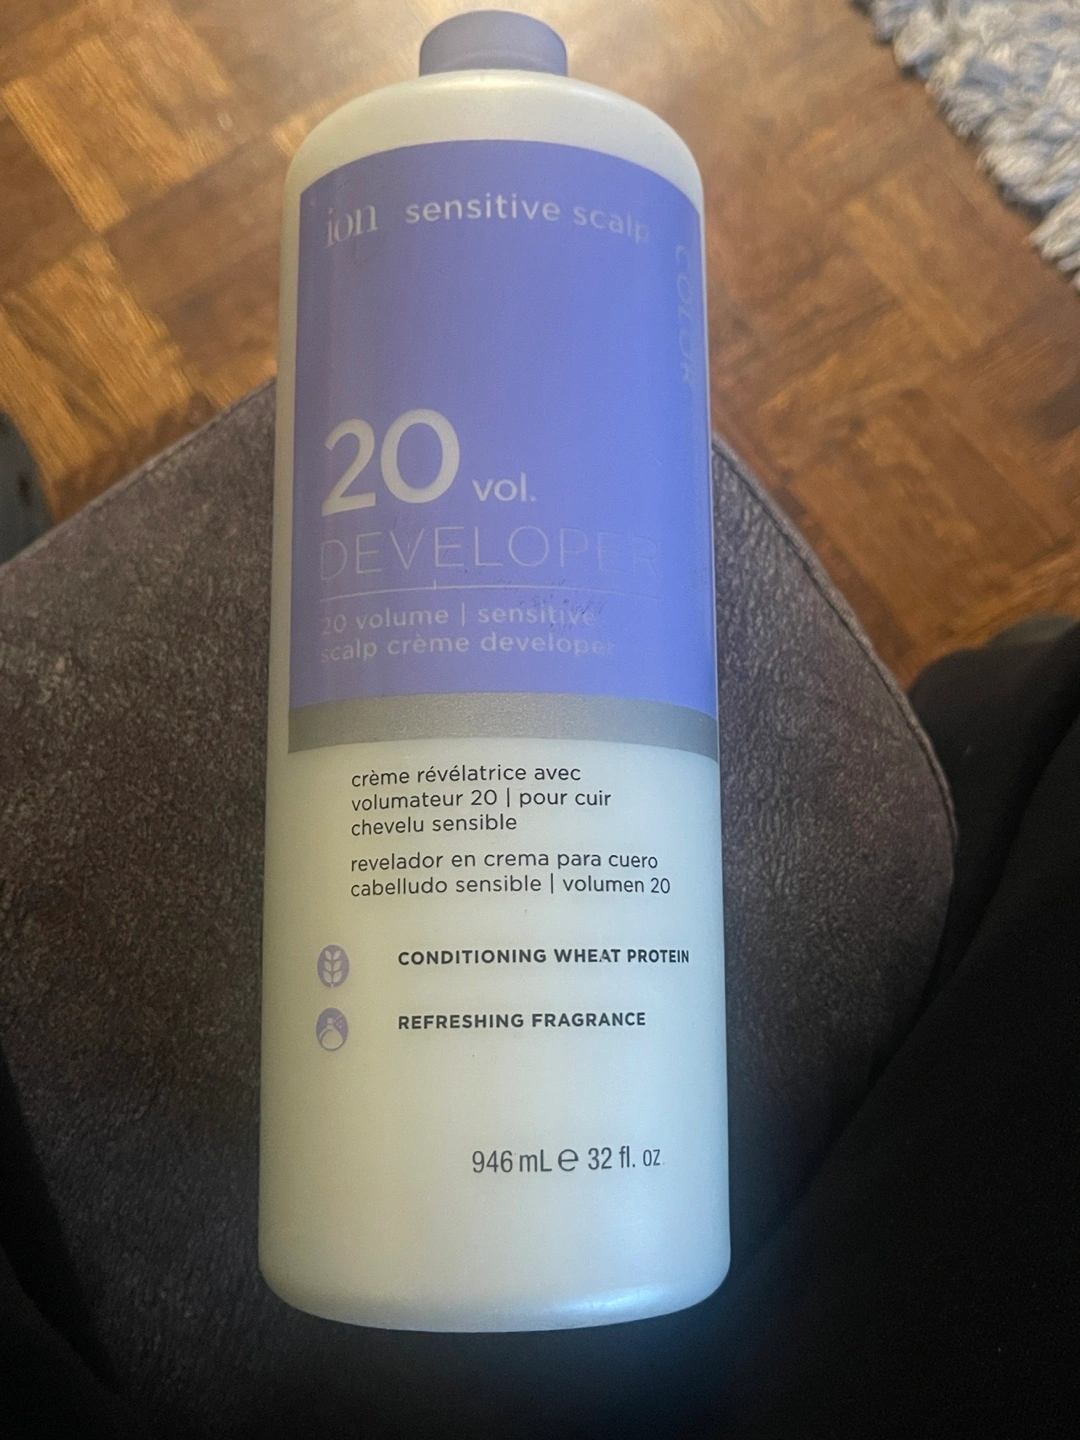 ion sensitive scalp
COLOR
20 vol.
DEVELOPER
20 volume | sensitive
scalp crème developer
crème révélatrice avec
volumateur 20 | pour cuir
chevelu sensible
revelador en crema para cuero
cabelludo sensible | volumen 20
CONDITIONING WHEAT PROTEIN
REFRESHING FRAGRANCE
946 mL e 32 fl. oz.